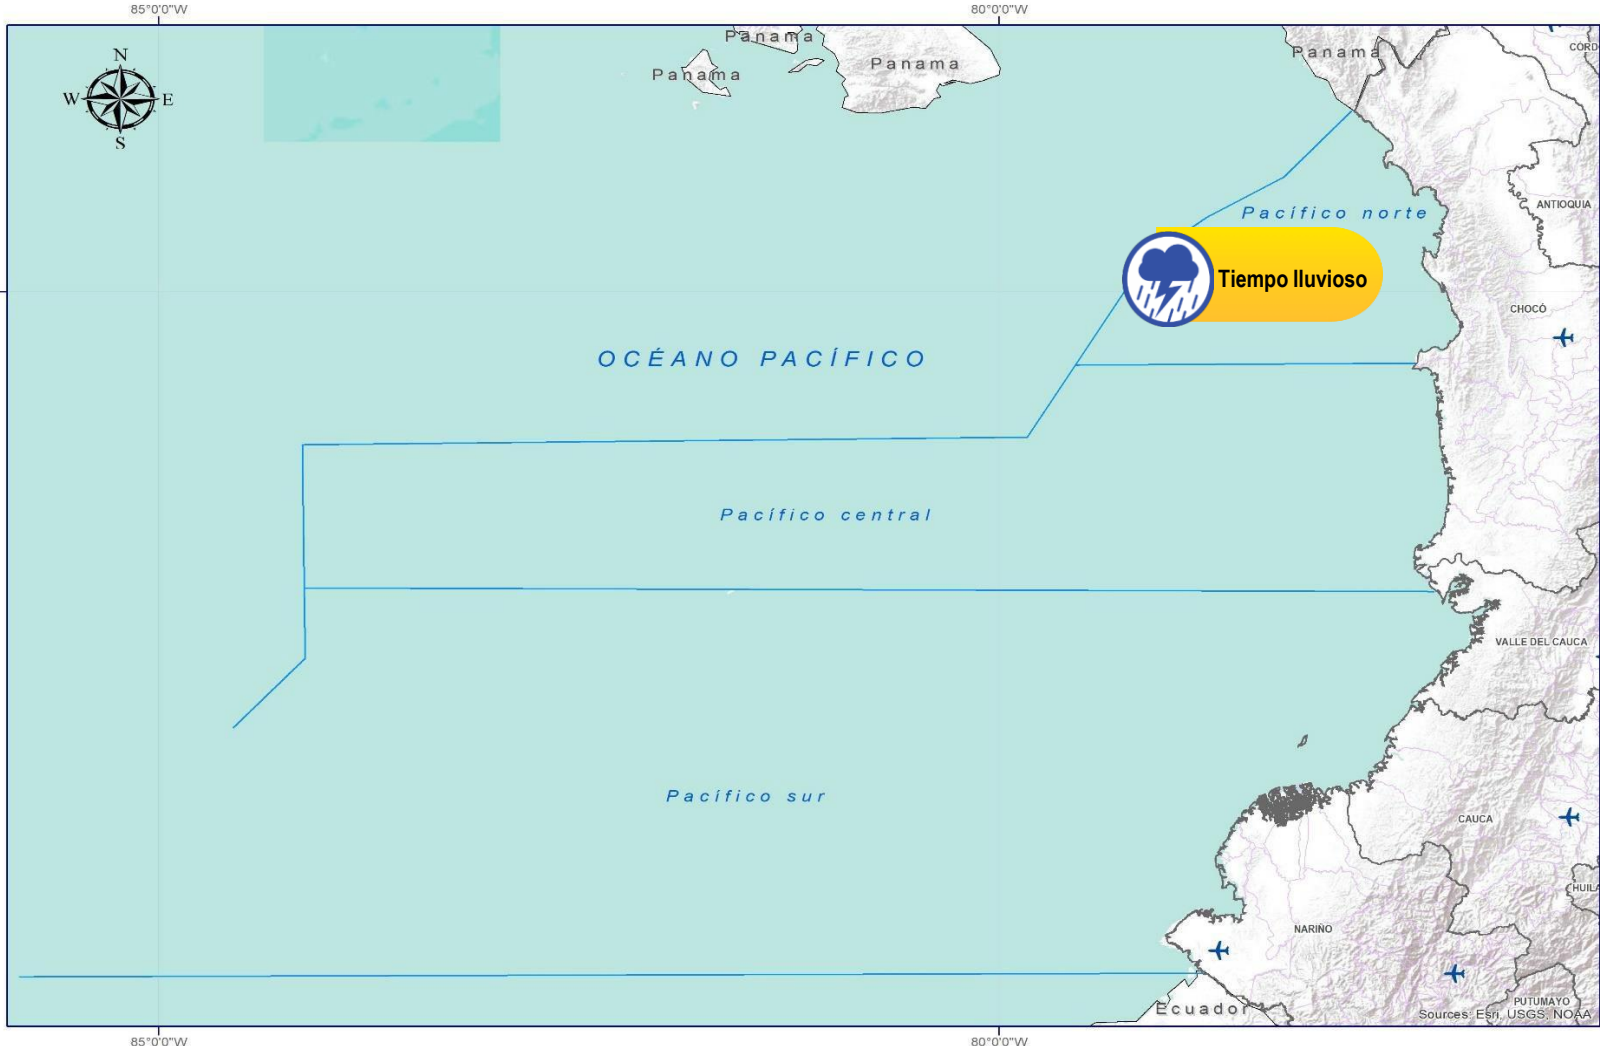 85°0'0"W
80°0'0"W
N
W
E
S
Panama
Panama
Panama
Panama
CÓRD
ANTIOQUIA
Pacífico norte
Tiempo lluvioso
CHOCÓ
OCÉANO PACÍFICO
Pacífico central
VALLE DEL CAUCA
Pacífico sur
CAUCA
HUILA
NARIÑO
PUTUMAYO
Ecuador
Sources: Esri, USGS, NOAA
85°0'0"W
80°0'0"W